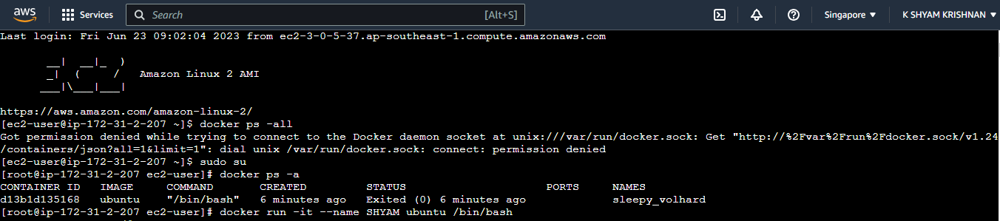 aws Services Search [Alt+S] Singapore ▼ K SHYAM KRISHNAN ▼
Last login: Fri Jun 23 09:02:04 2023 from ec2-3-0-5-37.ap-southeast-1.compute.amazonaws.com
__|  __|_  )
_|  (     /   Amazon Linux 2 AMI
___|\___|___|
https://aws.amazon.com/amazon-linux-2/
[ec2-user@ip-172-31-2-207 ~]$ docker ps -all
Got permission denied while trying to connect to the Docker daemon socket at unix:///var/run/docker.sock: Get "http://%2Fvar%2Frun%2Fdocker.sock/v1.24
/containers/json?all=1&limit=1": dial unix /var/run/docker.sock: connect: permission denied
[ec2-user@ip-172-31-2-207 ~]$ sudo su
[root@ip-172-31-2-207 ec2-user]# docker ps -a
CONTAINER ID   IMAGE     COMMAND       CREATED         STATUS                     PORTS     NAMES
d13b1d135168   ubuntu    "/bin/bash"   6 minutes ago   Exited (0) 6 minutes ago             sleepy_volhard
[root@ip-172-31-2-207 ec2-user]# docker run -it --name SHYAM ubuntu /bin/bash